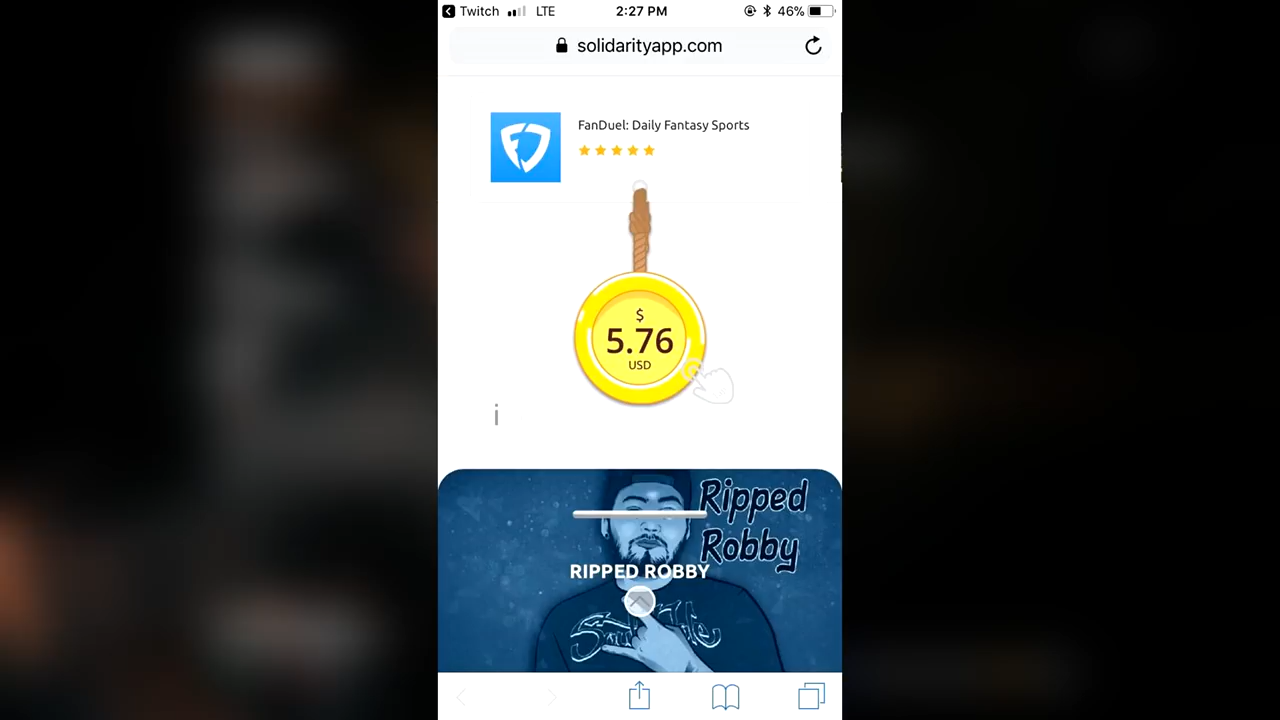 Twitch LTE 2:27 PM 46%
solidarityapp.com
FanDuel: Daily Fantasy Sports
$
5.76
USD
i
Ripped
Robby
RIPPED ROBBY